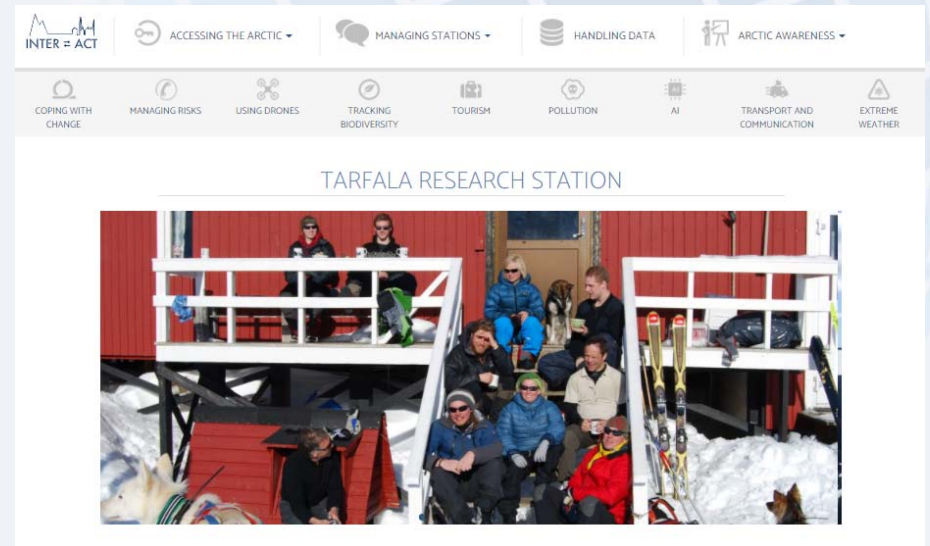 INTER ⇄ ACT
ACCESSING THE ARCTIC
MANAGING STATIONS
HANDLING DATA
ARCTIC AWARENESS
COPING WITH
CHANGE
MANAGING RISKS
USING DRONES
TRACKING
BIODIVERSITY
TOURISM
POLLUTION
AI
AI
TRANSPORT AND
COMMUNICATION
EXTREME
WEATHER
TARFALA RESEARCH STATION